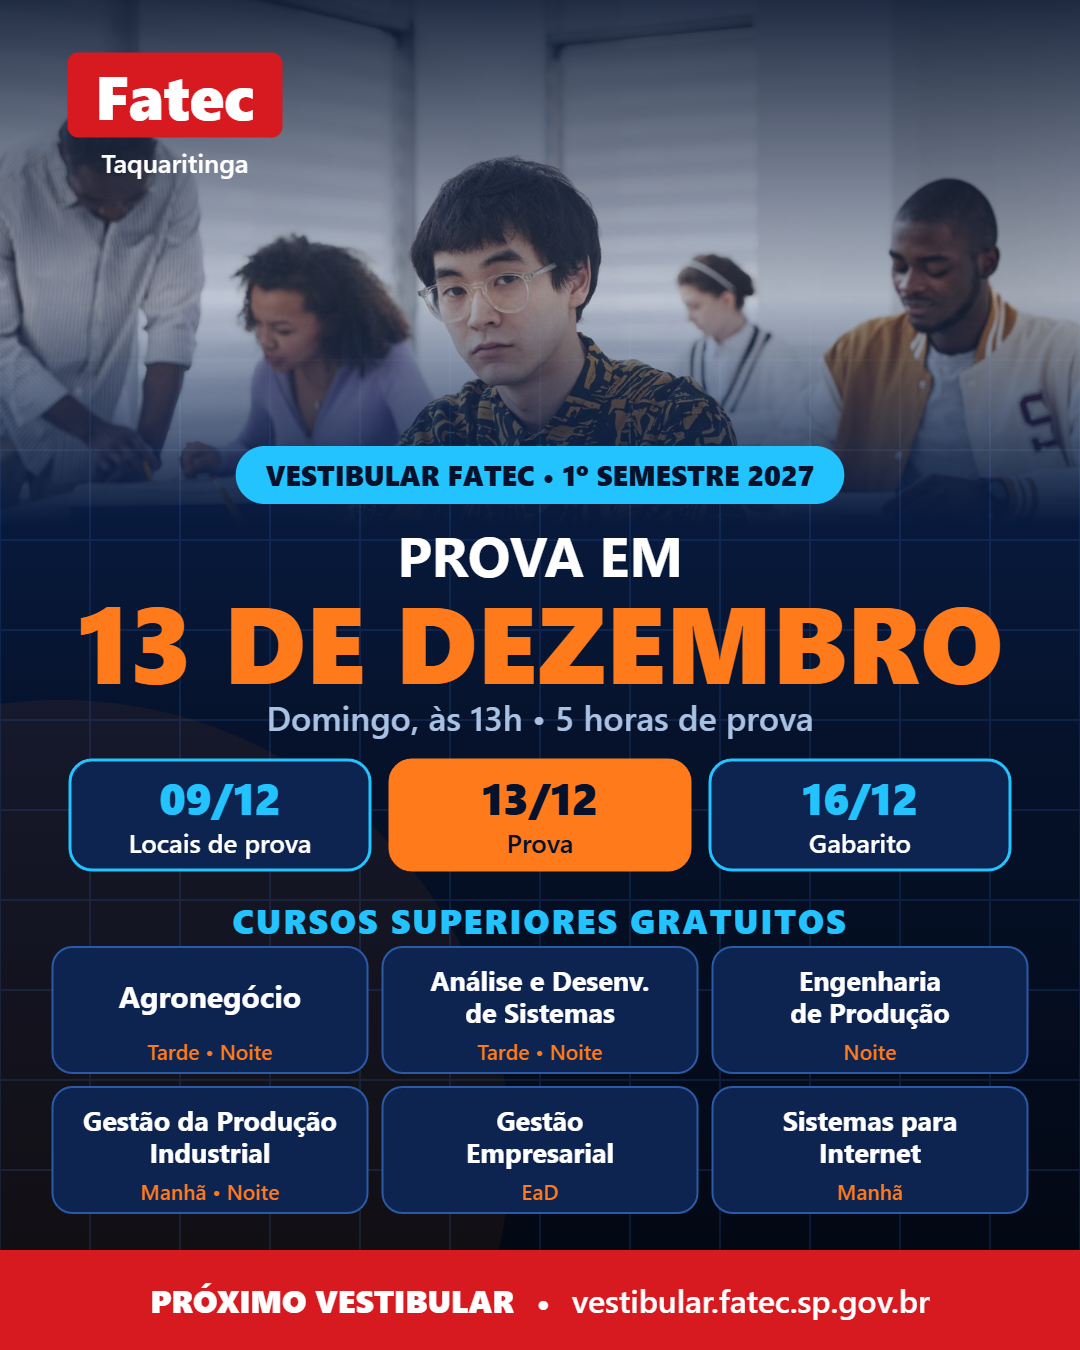 Fatec
Taquaritinga
VESTIBULAR FATEC • 1º SEMESTRE 2027
PROVA EM
13 DE DEZEMBRO
Domingo, às 13h • 5 horas de prova
09/12
Locais de prova
13/12
Prova
16/12
Gabarito
CURSOS SUPERIORES GRATUITOS
Agronegócio
Tarde • Noite
Análise e Desenv.
de Sistemas
Tarde • Noite
Engenharia
de Produção
Noite
Gestão da Produção
Industrial
Manhã • Noite
Gestão
Empresarial
EaD
Sistemas para
Internet
Manhã
PRÓXIMO VESTIBULAR • vestibular.fatec.sp.gov.br